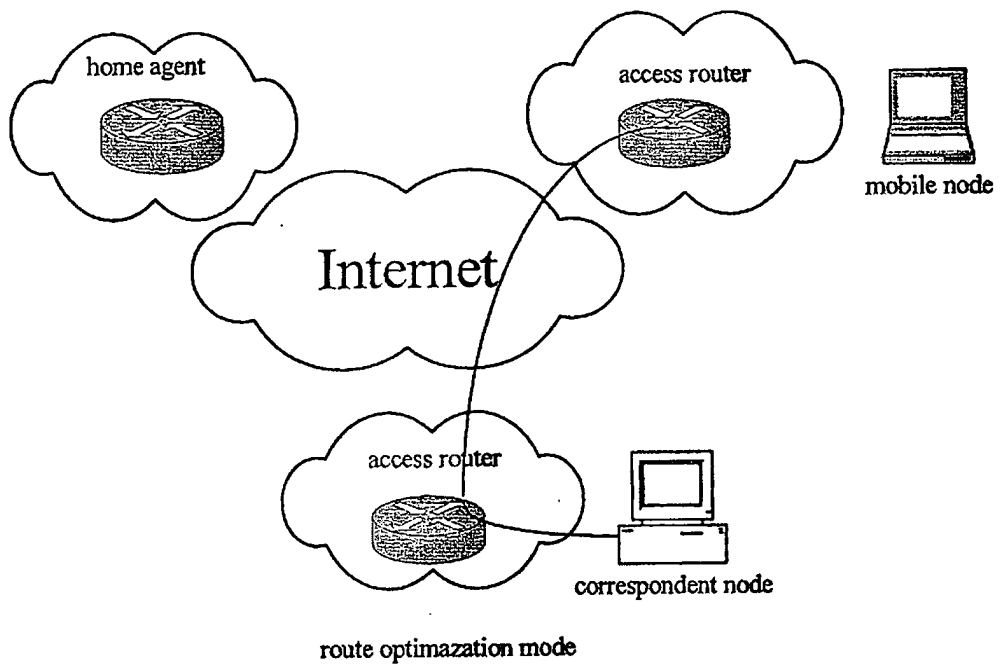 home agent
access router
mobile node
Internet
access router
correspondent node
route optimazation mode